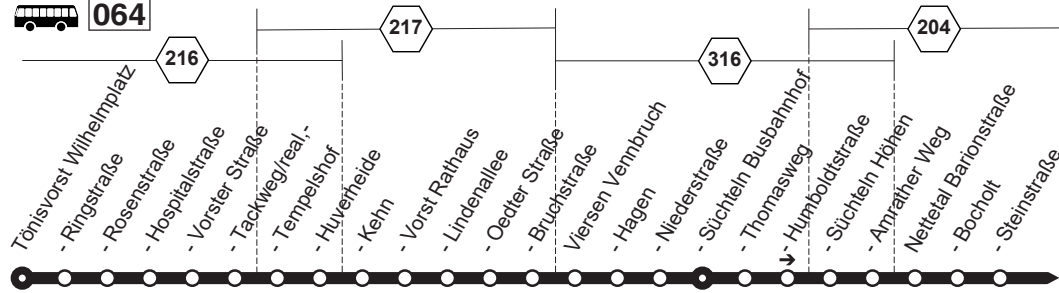 064
216
217
316
204
Tönisvorst Wilhelmplatz
- Ringstraße
- Rosenstraße
- Hospitalstraße
- Vorster Straße
- Tackweg/real,-
- Tempelshof
- Huverheide
- Kehn
- Vorst Rathaus
- Lindenallee
- Oedter Straße
- Bruchstraße
Viersen Vennbruch
- Hagen
- Niederstraße
- Süchteln Busbahnhof
- Thomasweg
➔- Humboldtstraße
- Süchteln Höhen
- Amrather Weg
Nettetal Barionstraße
- Bocholt
- Steinstraße